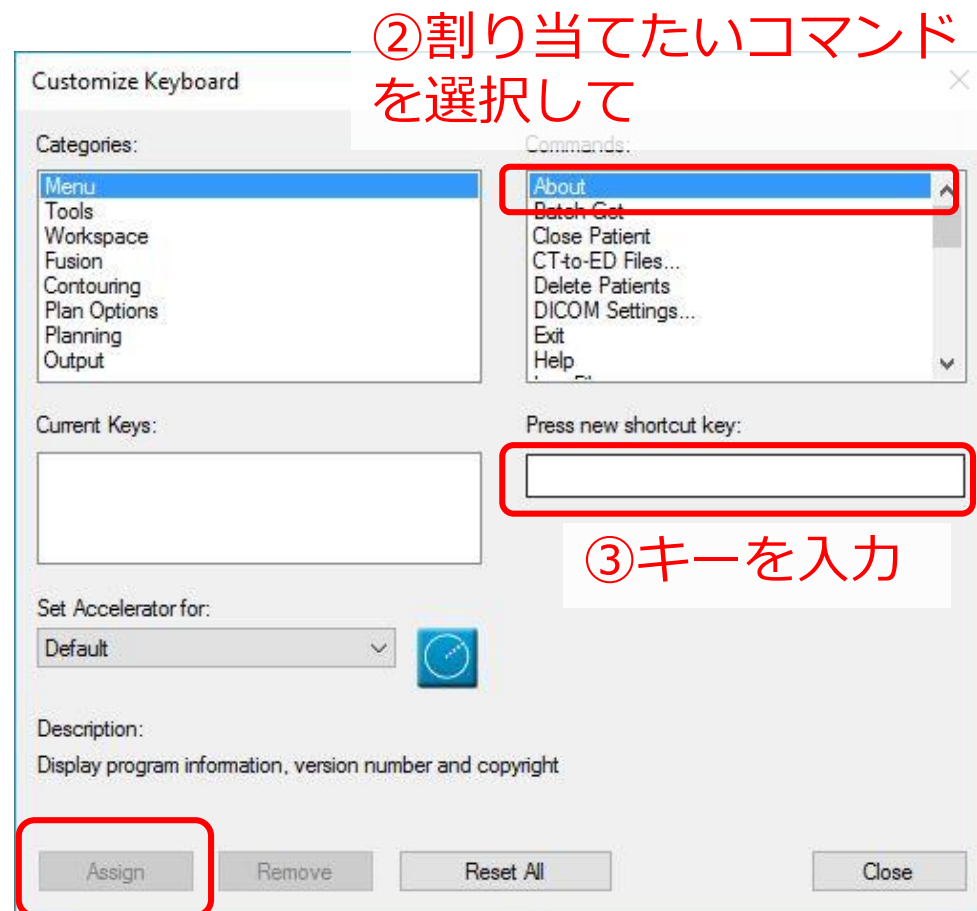 ②割り当てたいコマンド
を選択して
Customize Keyboard
Categories:
Commands:
Menu
Tools
Workspace
Fusion
Contouring
Plan Options
Planning
Output
About
Batch Get
Close Patient
CT-to-ED Files...
Delete Patients
DICOM Settings...
Exit
Help
Current Keys:
Press new shortcut key:
③キーを入力
Set Accelerator for:
Default
Description:
Display program information, version number and copyright
Assign
Remove
Reset All
Close